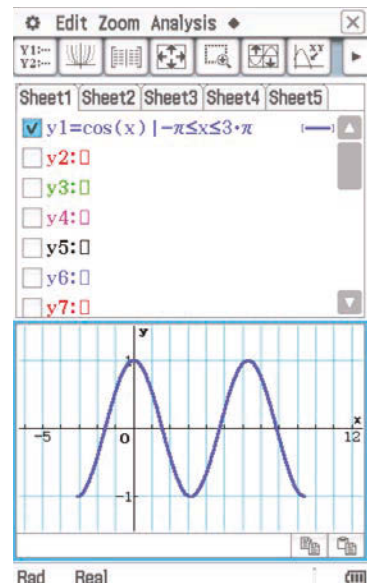 Edit Zoom Analysis ◆
Y1:… Y2:… XY
Sheet1 Sheet2 Sheet3 Sheet4 Sheet5
y1=cos(x)|−π≤x≤3·π
y2:▯
y3:▯
y4:▯
y5:▯
y6:▯
y7:▯
y
1
x
−5 0 12
−1
Rad Real